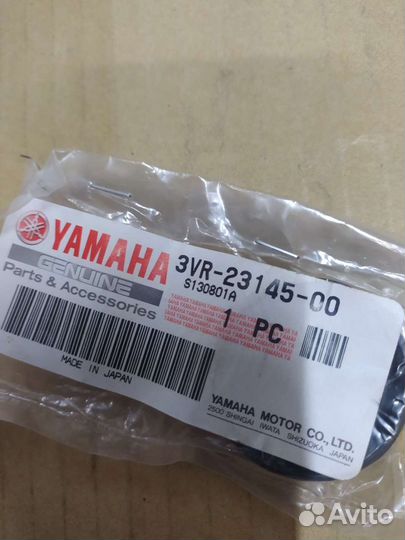 YAMAHA
GENUINE
Parts & Accessories
3VR-23145-00
S130801A
1 PC
MADE IN JAPAN
YAMAHA MOTOR CO., LTD.
2500 SHINGAI IWATA SHIZUOKA JAPAN
Avito